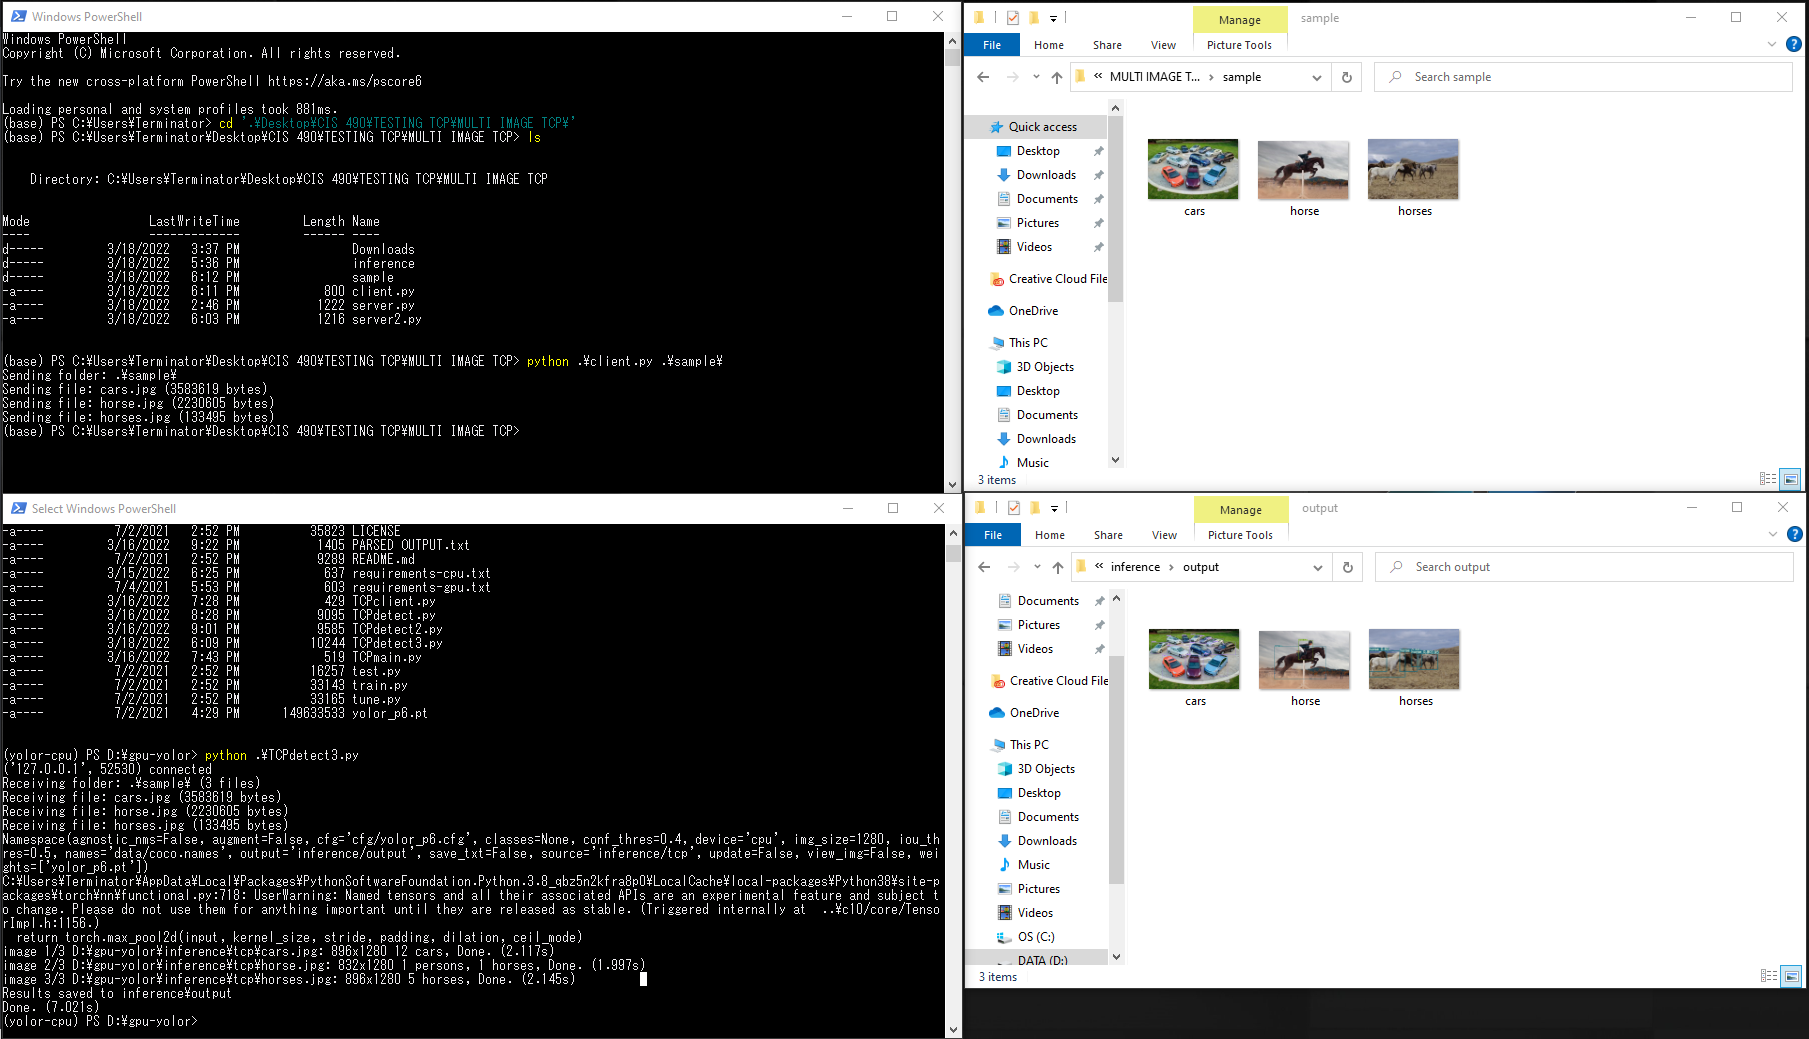 Windows PowerShell
Windows PowerShell
Copyright (C) Microsoft Corporation. All rights reserved.
Try the new cross-platform PowerShell https://aka.ms/pscore6
Loading personal and system profiles took 881ms.
(base) PS C:¥Users¥Terminator> cd '.¥Desktop¥CIS 490¥TESTING TCP¥MULTI IMAGE TCP¥'
(base) PS C:¥Users¥Terminator¥Desktop¥CIS 490¥TESTING TCP¥MULTI IMAGE TCP> ls
Directory: C:¥Users¥Terminator¥Desktop¥CIS 490¥TESTING TCP¥MULTI IMAGE TCP
Mode LastWriteTime Length Name
---- ------------- ------ ----
d----- 3/18/2022 3:37 PM Downloads
d----- 3/18/2022 5:36 PM inference
d----- 3/18/2022 6:12 PM sample
-a---- 3/18/2022 6:11 PM 800 client.py
-a---- 3/18/2022 2:46 PM 1222 server.py
-a---- 3/18/2022 6:03 PM 1216 server2.py
(base) PS C:¥Users¥Terminator¥Desktop¥CIS 490¥TESTING TCP¥MULTI IMAGE TCP> python .¥client.py .¥sample¥
Sending folder: .¥sample¥
Sending file: cars.jpg (3583619 bytes)
Sending file: horse.jpg (2230605 bytes)
Sending file: horses.jpg (133495 bytes)
(base) PS C:¥Users¥Terminator¥Desktop¥CIS 490¥TESTING TCP¥MULTI IMAGE TCP>
Manage sample
File Home Share View Picture Tools
« MULTI IMAGE T... > sample Search sample
Quick access
Desktop
Downloads
Documents
Pictures
Videos
Creative Cloud File
OneDrive
This PC
3D Objects
Desktop
Documents
Downloads
Music
cars horse horses
3 items
Select Windows PowerShell
-a---- 7/2/2021 2:52 PM 35823 LICENSE
-a---- 3/16/2022 9:22 PM 1405 PARSED OUTPUT.txt
-a---- 7/2/2021 2:52 PM 9289 README.md
-a---- 3/15/2022 6:25 PM 637 requirements-cpu.txt
-a---- 7/4/2021 5:53 PM 603 requirements-gpu.txt
-a---- 3/16/2022 7:28 PM 429 TCPclient.py
-a---- 3/16/2022 8:28 PM 9095 TCPdetect.py
-a---- 3/16/2022 9:01 PM 9585 TCPdetect2.py
-a---- 3/18/2022 6:09 PM 10244 TCPdetect3.py
-a---- 3/16/2022 7:43 PM 519 TCPmain.py
-a---- 7/2/2021 2:52 PM 16257 test.py
-a---- 7/2/2021 2:52 PM 33143 train.py
-a---- 7/2/2021 2:52 PM 33165 tune.py
-a---- 7/2/2021 4:29 PM 149633533 yolor_p6.pt
(yolor-cpu) PS D:¥gpu-yolor> python .¥TCPdetect3.py
('127.0.0.1', 52530) connected
Receiving folder: .¥sample¥ (3 files)
Receiving file: cars.jpg (3583619 bytes)
Receiving file: horse.jpg (2230605 bytes)
Receiving file: horses.jpg (133495 bytes)
Namespace(agnostic_nms=False, augment=False, cfg='cfg/yolor_p6.cfg', classes=None, conf_thres=0.4, device='cpu', img_size=1280, iou_th
res=0.5, names='data/coco.names', output='inference/output', save_txt=False, source='inference/tcp', update=False, view_img=False, wei
ghts=['yolor_p6.pt'])
C:¥Users¥Terminator¥AppData¥Local¥Packages¥PythonSoftwareFoundation.Python.3.8_qbz5n2kfra8p0¥LocalCache¥local-packages¥Python38¥site-p
ackages¥torch¥nn¥functional.py:718: UserWarning: Named tensors and all their associated APIs are an experimental feature and subject t
o change. Please do not use them for anything important until they are released as stable. (Triggered internally at  ..¥c10/core/Tenso
rImpl.h:1156.)
return torch.max_pool2d(input, kernel_size, stride, padding, dilation, ceil_mode)
image 1/3 D:¥gpu-yolor¥inference¥tcp¥cars.jpg: 896x1280 12 cars, Done. (2.117s)
image 2/3 D:¥gpu-yolor¥inference¥tcp¥horse.jpg: 832x1280 1 persons, 1 horses, Done. (1.997s)
image 3/3 D:¥gpu-yolor¥inference¥tcp¥horses.jpg: 896x1280 5 horses, Done. (2.145s)
Results saved to inference¥output
Done. (7.021s)
(yolor-cpu) PS D:¥gpu-yolor>
Manage output
File Home Share View Picture Tools
« inference > output Search output
Documents
Pictures
Videos
Creative Cloud File
OneDrive
This PC
3D Objects
Desktop
Documents
Downloads
Music
Pictures
Videos
OS (C:)
DATA (D:)
cars horse horses
3 items